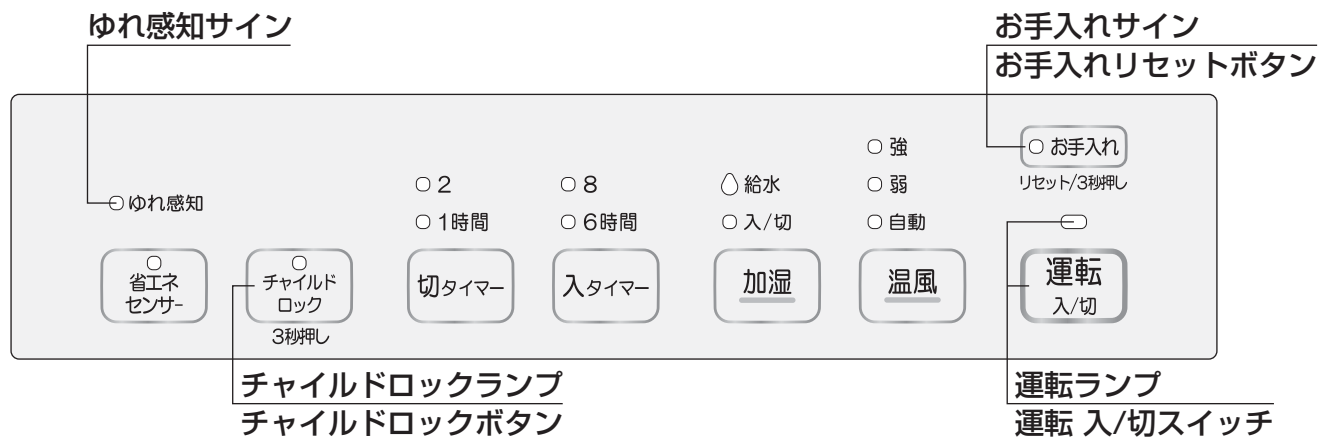 ゆれ感知サイン
お手入れサイン
お手入れリセットボタン
強
お手入れ
2
8
給水
弱
リセット/3秒押し
ゆれ感知
1時間
6時間
入/切
自動
省エネ
センサー
チャイルド
ロック
切タイマー
入タイマー
加湿
温風
運転
入/切
3秒押し
チャイルドロックランプ
チャイルドロックボタン
運転ランプ
運転 入/切スイッチ